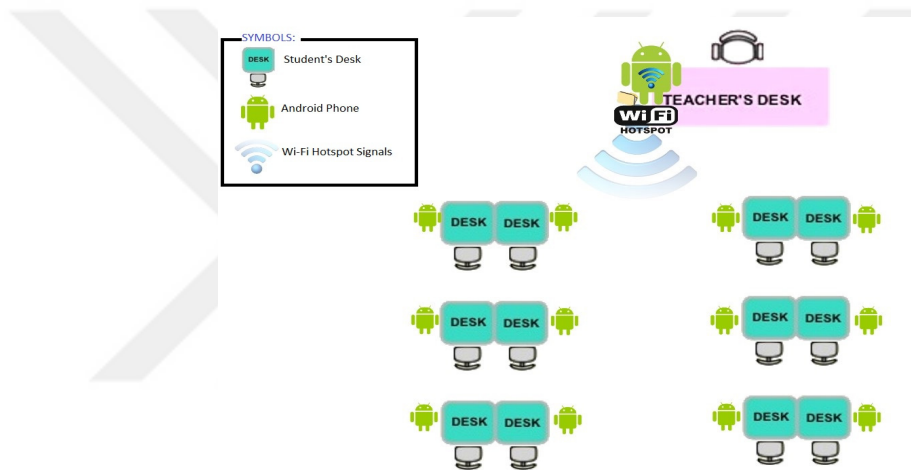 SYMBOLS:
DESK
Student's Desk
Android Phone
Wi-Fi Hotspot Signals
TEACHER'S DESK
Wi Fi
HOTSPOT
DESK DESK DESK DESK
DESK DESK DESK DESK
DESK DESK DESK DESK